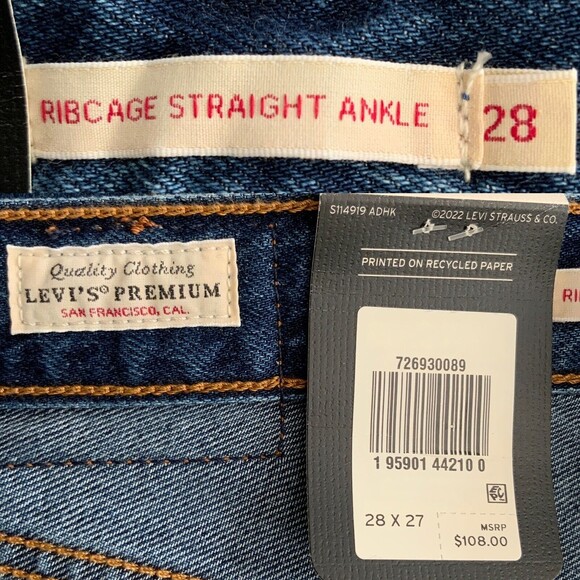 RIBCAGE STRAIGHT ANKLE
28
Quality Clothing
LEVI'S® PREMIUM
SAN FRANCISCO, CAL.
S114919 ADHK ©2022 LEVI STRAUSS & CO.
PRINTED ON RECYCLED PAPER
726930089
1 95901 44210 0
28 X 27
MSRP
$108.00